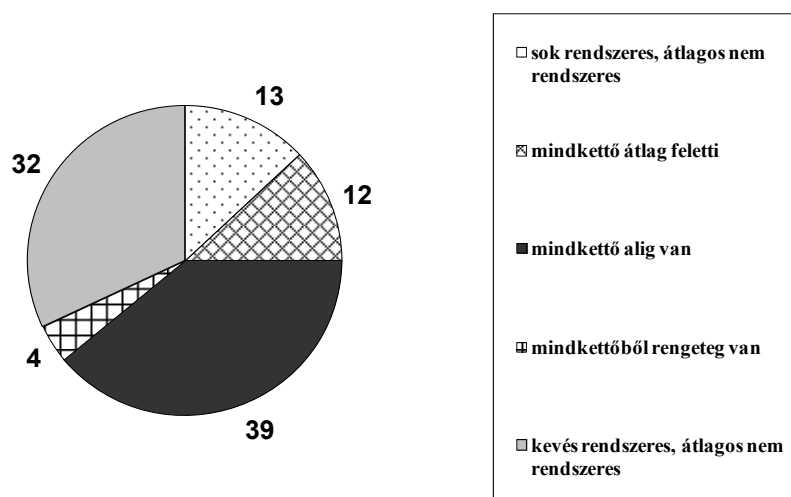 13
12
39
4
32
sok rendszeres, átlagos nem
rendszeres
mindkettő átlag feletti
mindkettő alig van
mindkettőből rengeteg van
kevés rendszeres, átlagos nem
rendszeres